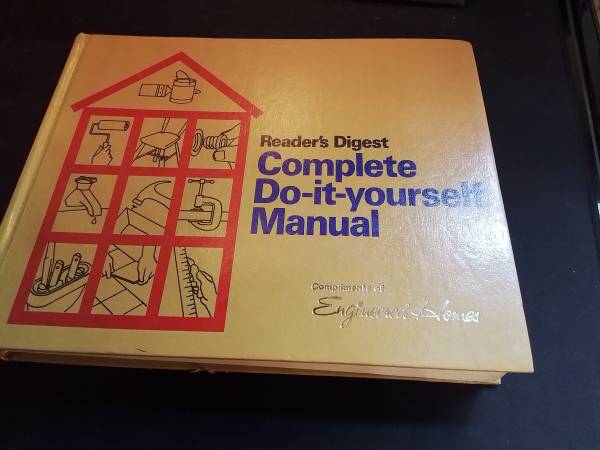 Reader's Digest
Complete
Do-it-yourself
Manual
Compliments of
Engineered Homes